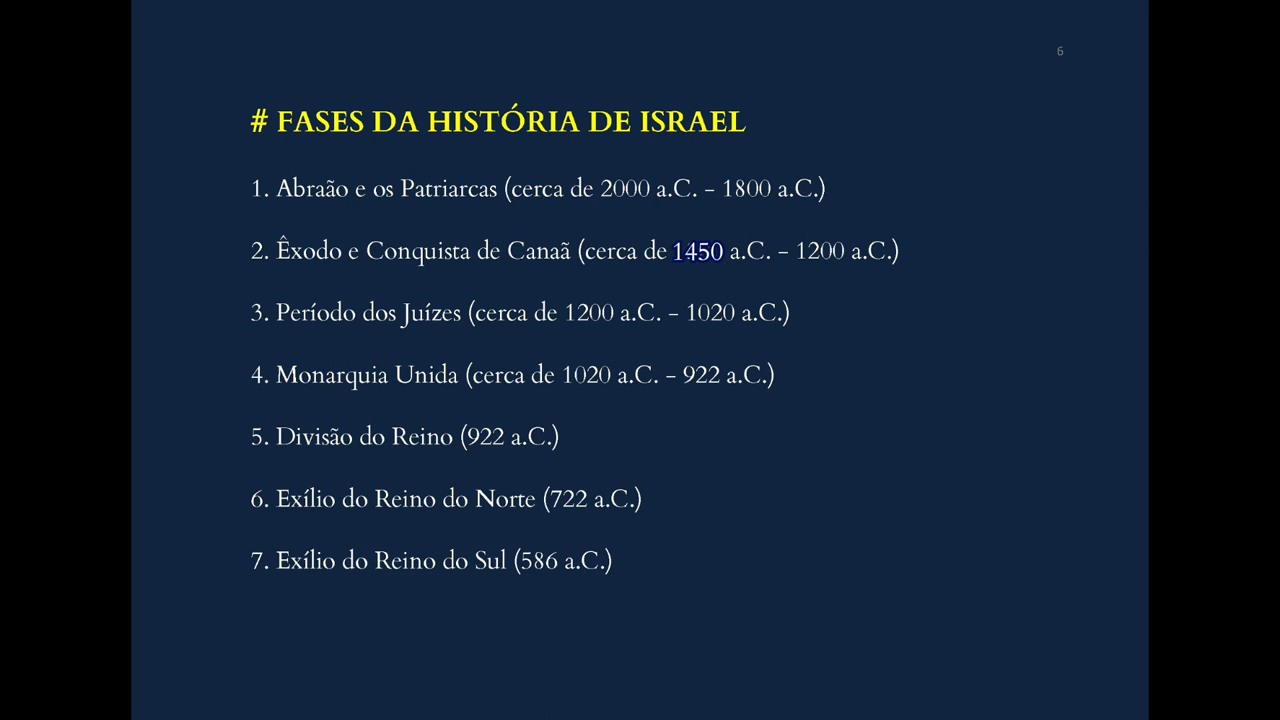 6
# FASES DA HISTÓRIA DE ISRAEL
1. Abraão e os Patriarcas (cerca de 2000 a.C. - 1800 a.C.)
2. Êxodo e Conquista de Canaã (cerca de 1450 a.C. - 1200 a.C.)
3. Período dos Juízes (cerca de 1200 a.C. - 1020 a.C.)
4. Monarquia Unida (cerca de 1020 a.C. - 922 a.C.)
5. Divisão do Reino (922 a.C.)
6. Exílio do Reino do Norte (722 a.C.)
7. Exílio do Reino do Sul (586 a.C.)